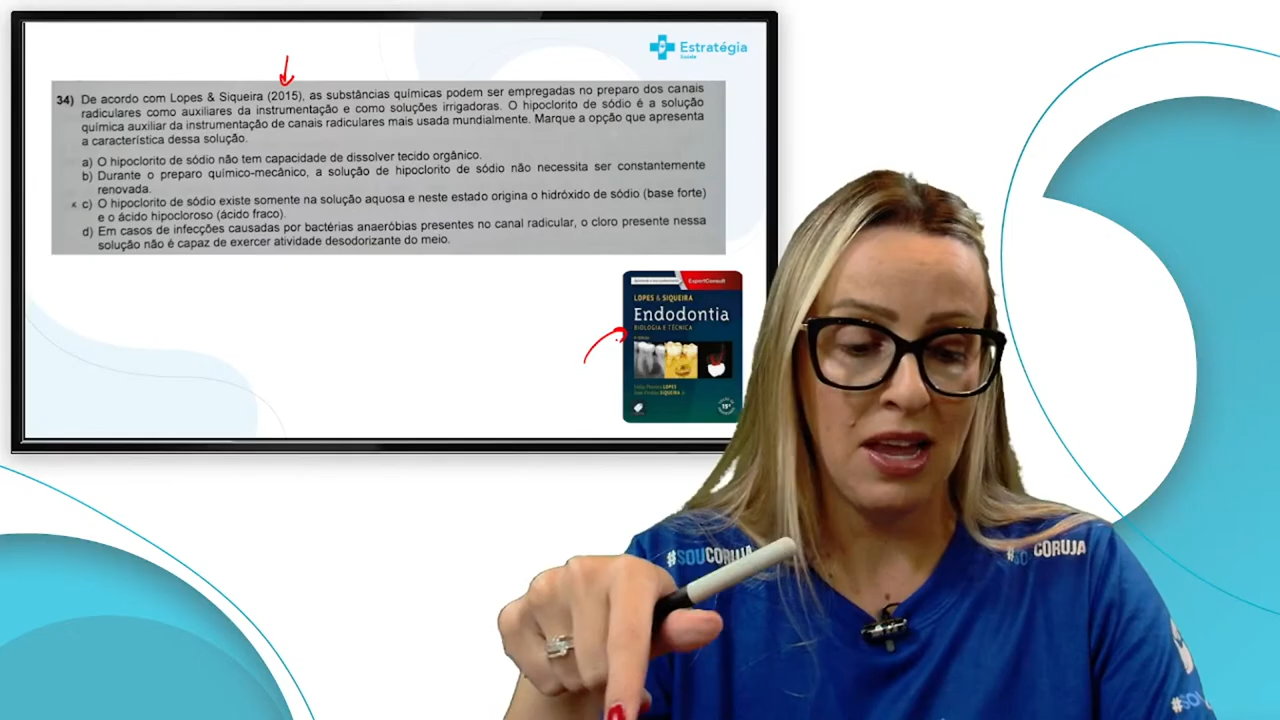 Estratégia
Saúde
34) De acordo com Lopes & Siqueira (2015), as substâncias químicas podem ser empregadas no preparo dos canais
radiculares como auxiliares da instrumentação e como soluções irrigadoras. O hipoclorito de sódio é a solução
química auxiliar da instrumentação de canais radiculares mais usada mundialmente. Marque a opção que apresenta
a característica dessa solução.
a) O hipoclorito de sódio não tem capacidade de dissolver tecido orgânico.
b) Durante o preparo químico-mecânico, a solução de hipoclorito de sódio não necessita ser constantemente
renovada.
x c) O hipoclorito de sódio existe somente na solução aquosa e neste estado origina o hidróxido de sódio (base forte)
e o ácido hipocloroso (ácido fraco).
d) Em casos de infecções causadas por bactérias anaeróbias presentes no canal radicular, o cloro presente nessa
solução não é capaz de exercer atividade desodorizante do meio.
ExpertConsult
LOPES & SIQUEIRA
Endodontia
BIOLOGIA E TÉCNICA
LOPES
SIQUEIRA
#SOUCORUJA
CORUJA